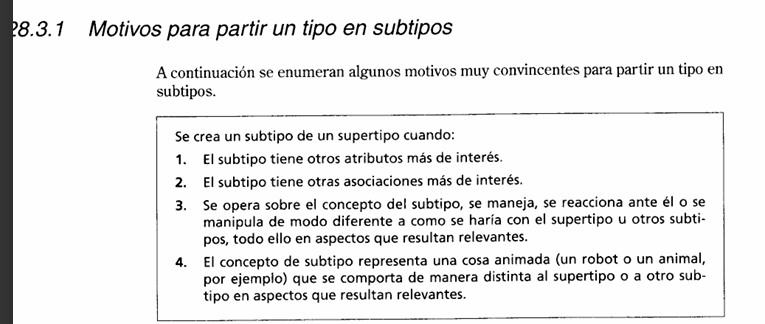 28.3.1 Motivos para partir un tipo en subtipos
A continuación se enumeran algunos motivos muy convincentes para partir un tipo en
subtipos.
Se crea un subtipo de un supertipo cuando:
1. El subtipo tiene otros atributos más de interés.
2. El subtipo tiene otras asociaciones más de interés.
3. Se opera sobre el concepto del subtipo, se maneja, se reacciona ante él o se
manipula de modo diferente a como se haría con el supertipo u otros subti-
pos, todo ello en aspectos que resultan relevantes.
4. El concepto de subtipo representa una cosa animada (un robot o un animal,
por ejemplo) que se comporta de manera distinta al supertipo o a otro sub-
tipo en aspectos que resultan relevantes.